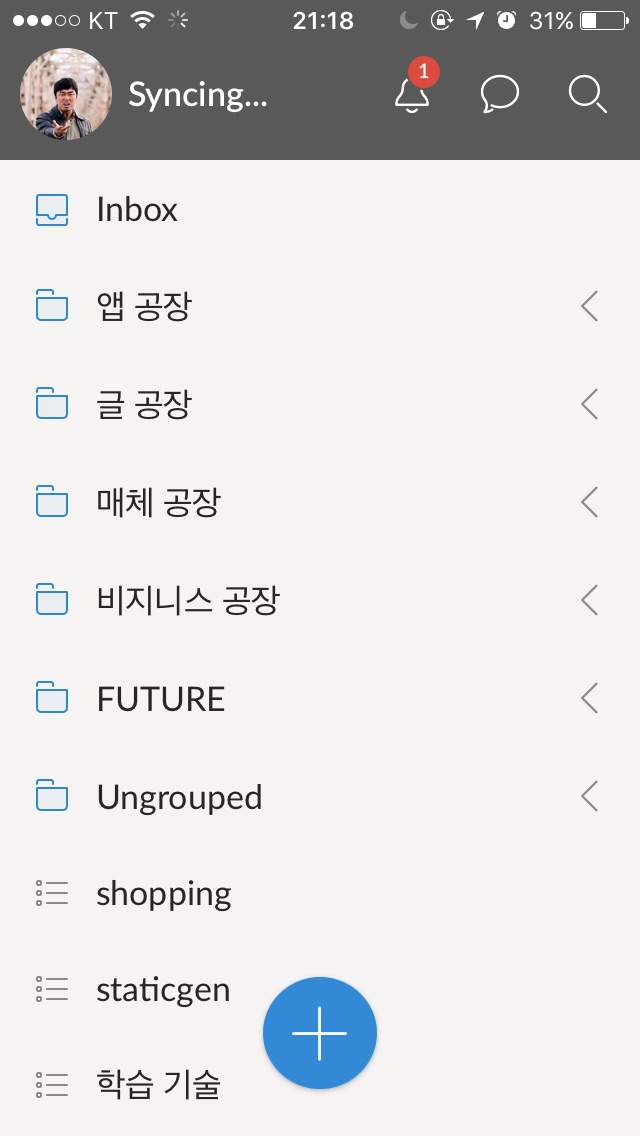 KT 21:18 31%
Syncing... 1
Inbox
앱 공장
글 공장
매체 공장
비지니스 공장
FUTURE
Ungrouped
shopping
staticgen
학습 기술